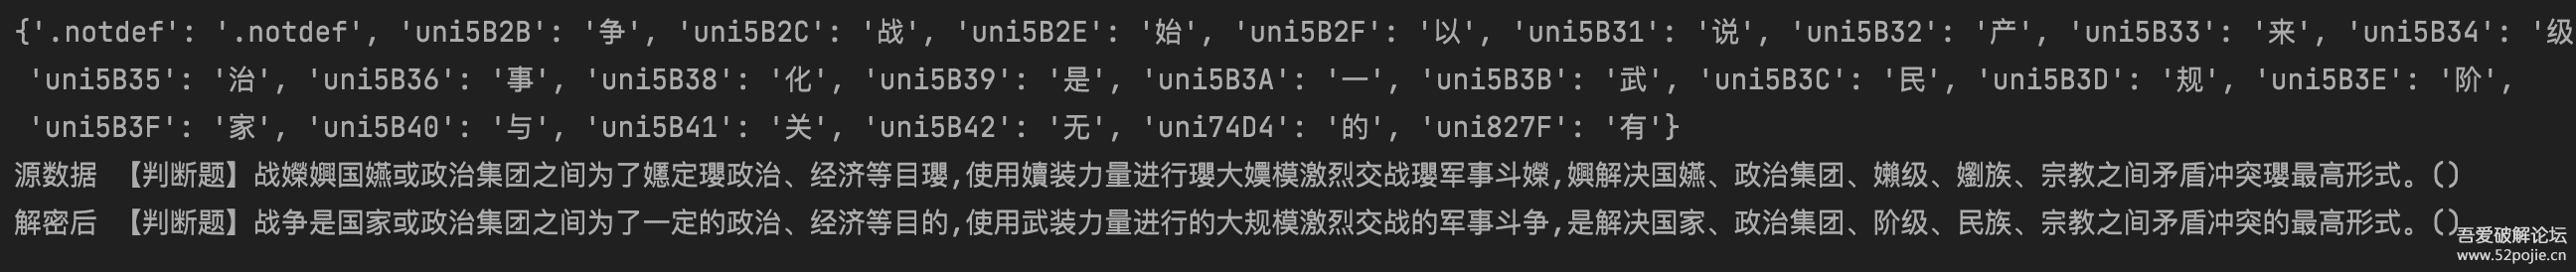 {'.notdef': '.notdef', 'uni5B2B': '争', 'uni5B2C': '战', 'uni5B2E': '始', 'uni5B2F': '以', 'uni5B31': '说', 'uni5B32': '产', 'uni5B33': '来', 'uni5B34': '级
'uni5B35': '治', 'uni5B36': '事', 'uni5B38': '化', 'uni5B39': '是', 'uni5B3A': '一', 'uni5B3B': '武', 'uni5B3C': '民', 'uni5B3D': '规', 'uni5B3E': '阶',
'uni5B3F': '家', 'uni5B40': '与', 'uni5B41': '关', 'uni5B42': '无', 'uni74D4': '的', 'uni827F': '有'}
源数据 【判断题】战嬫嬹国嬿或政治集团之间为了嬺定瓔政治、经济等目瓔,使用嬻装力量进行瓔大嬽模激烈交战瓔军事斗嬫,嬹解决国嬿、政治集团、嬾级、嬼族、宗教之间矛盾冲突瓔最高形式。()
解密后 【判断题】战争是国家或政治集团之间为了一定的政治、经济等目的,使用武装力量进行的大规模激烈交战的军事斗争,是解决国家、政治集团、阶级、民族、宗教之间矛盾冲突的最高形式。()
吾爱破解论坛
www.52pojie.cn